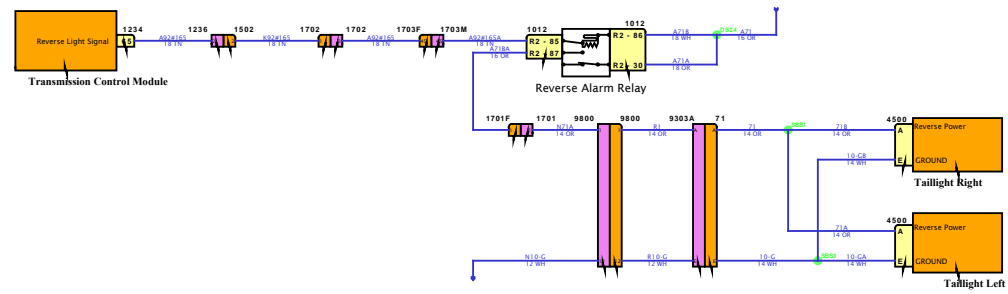 Reverse Light Signal
Transmission Control Module
1234
A92#165
18 TN
1236
1502
K92#165
18 TN
1702
1702
A92#165
18 TN
1703F
1703M
A92#165A
18 TN
A71BA
16 OR
1012
R2 - 85
R2 - 87
Reverse Alarm Relay
1012
R2 - 86
R2 - 30
A71B
18 WH
A71A
18 OR
DS24
A71
16 OR
1701F
1701
N71A
14 OR
9800
9800
R1
14 OR
9303A
71
71
14 OR
SBS1
71B
14 OR
10-GB
14 WH
4500
A
E
Reverse Power
GROUND
Taillight Right
71A
14 OR
4500
A
E
Reverse Power
GROUND
Taillight Left
N10-G
12 WH
R10-G
12 WH
10-G
14 WH
10-GA
14 WH